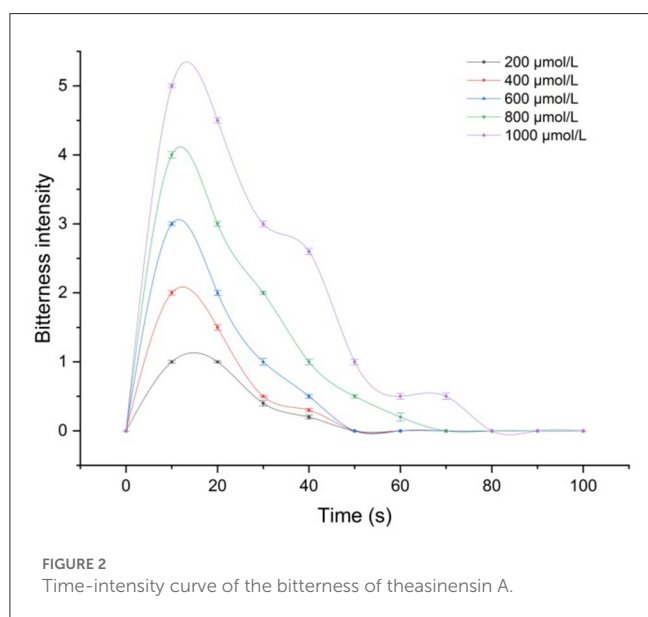 200 μmol/L
400 μmol/L
600 μmol/L
800 μmol/L
1000 μmol/L
5
4
3
2
1
0
Bitterness intensity
0 20 40 60 80 100
Time (s)
FIGURE 2
Time-intensity curve of the bitterness of theasinensin A.